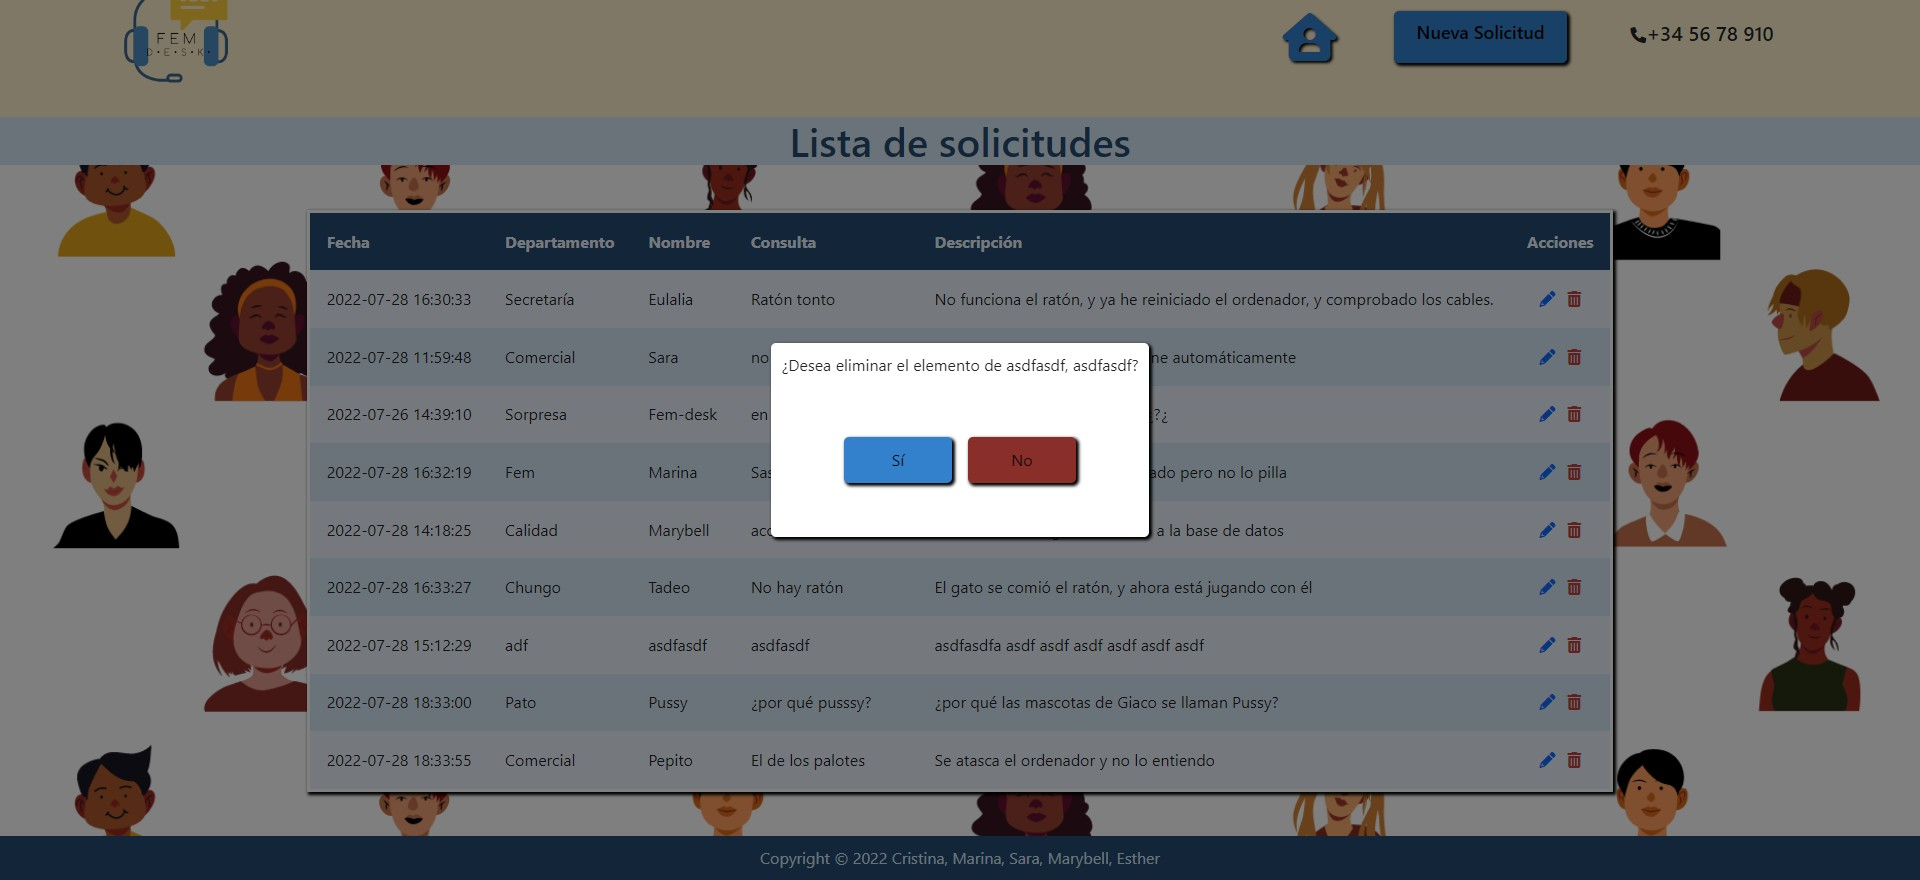 FEM
D•E•S•K•
Nueva Solicitud
+34 56 78 910
Lista de solicitudes
Fecha Departamento Nombre Consulta Descripción Acciones
2022-07-28 16:30:33 Secretaría Eulalia Ratón tonto No funciona el ratón, y ya he reiniciado el ordenador, y comprobado los cables.
2022-07-28 11:59:48 Comercial Sara no ne automáticamente
¿Desea eliminar el elemento de asdfasdf, asdfasdf?
2022-07-26 14:39:10 Sorpresa Fem-desk en ?¿
Sí No
2022-07-28 16:32:19 Fem Marina Sas ado pero no lo pilla
2022-07-28 14:18:25 Calidad Marybell acc a la base de datos
2022-07-28 16:33:27 Chungo Tadeo No hay ratón El gato se comió el ratón, y ahora está jugando con él
2022-07-28 15:12:29 adf asdfasdf asdfasdf asdfasdfa asdf asdf asdf asdf asdf asdf
2022-07-28 18:33:00 Pato Pussy ¿por qué pusssy? ¿por qué las mascotas de Giaco se llaman Pussy?
2022-07-28 18:33:55 Comercial Pepito El de los palotes Se atasca el ordenador y no lo entiendo
Copyright © 2022 Cristina, Marina, Sara, Marybell, Esther